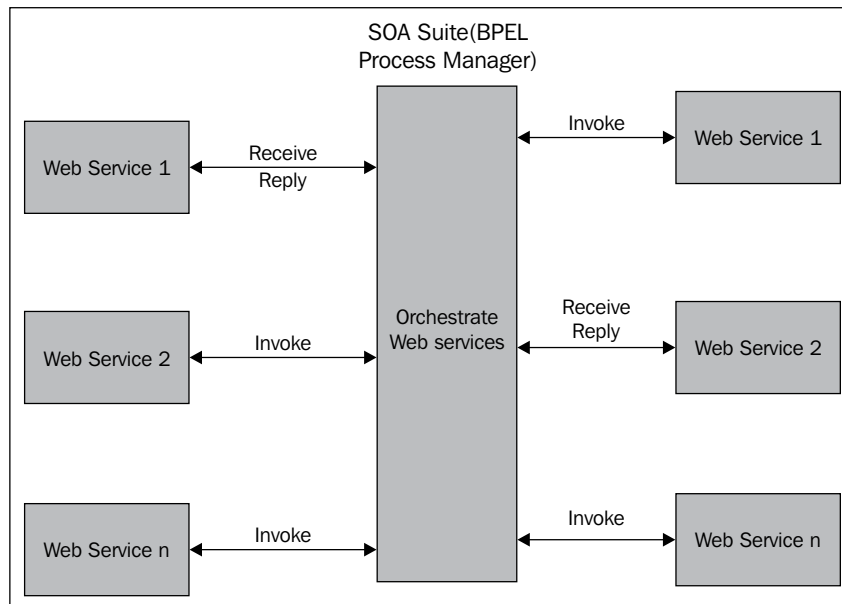 SOA Suite(BPEL
Process Manager)
Web Service 1
Receive
Reply
Invoke
Web Service 1
Web Service 2
Invoke
Orchestrate
Web services
Receive
Reply
Web Service 2
Web Service n
Invoke
Invoke
Web Service n